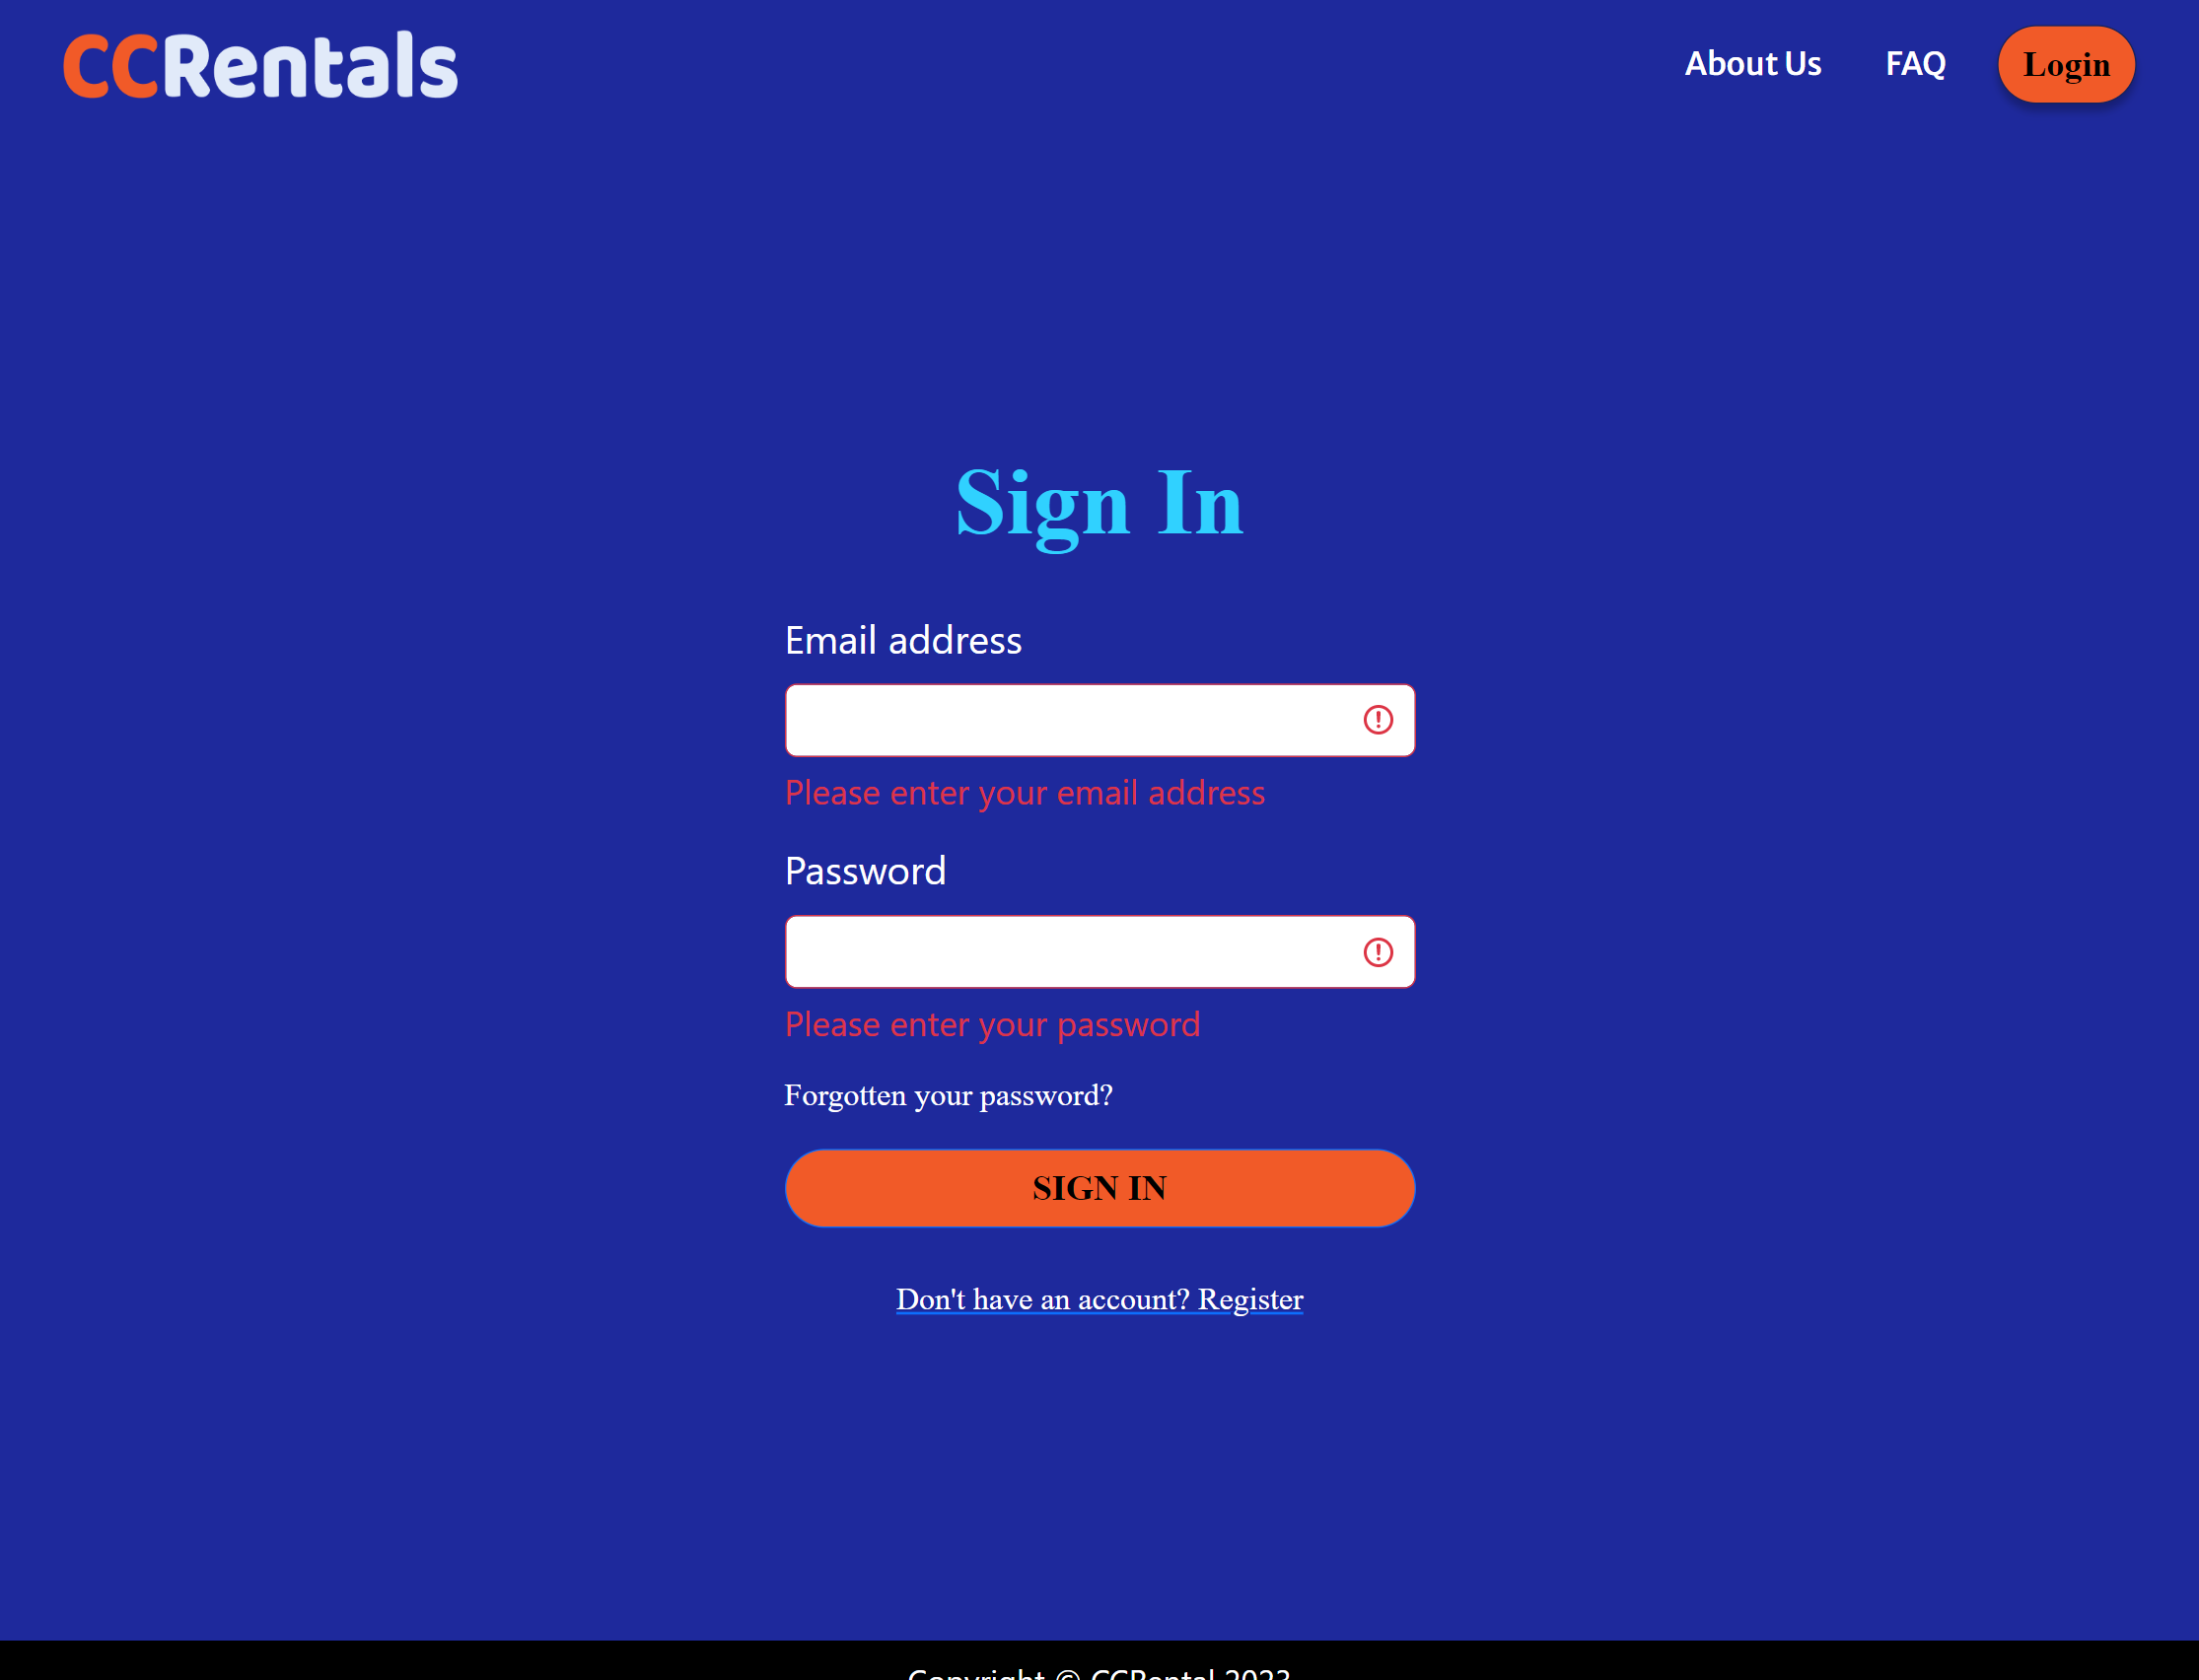 CCRentals
About Us
FAQ
Login
Sign In
Email address
Please enter your email address
Password
Please enter your password
Forgotten your password?
SIGN IN
Don't have an account? Register
Copyright © CCRental 2023